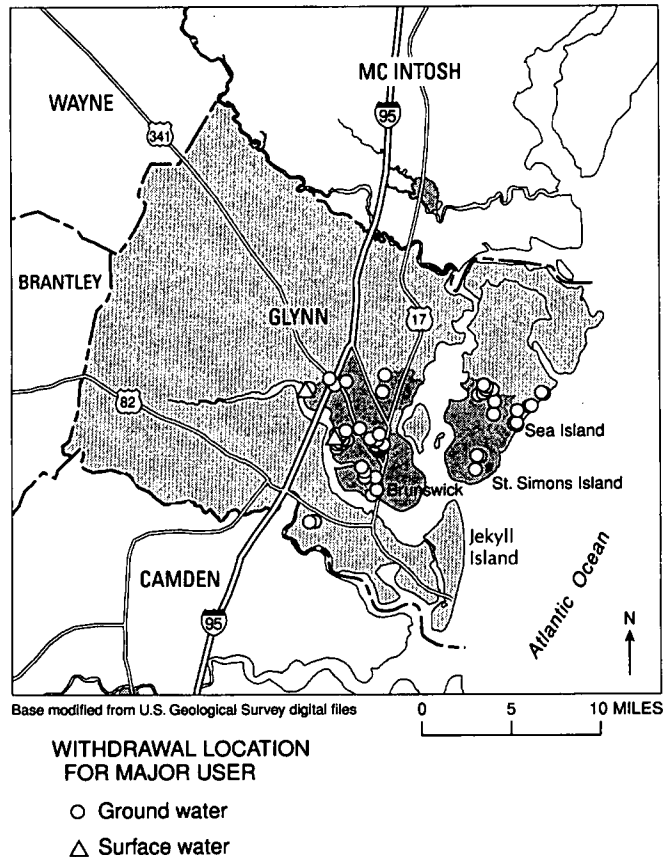 MC INTOSH
95
WAYNE
341
BRANTLEY
GLYNN
17
82
Sea Island
St. Simons Island
Brunswick
Jekyll
Island
CAMDEN
95
Atlantic Ocean
N
Base modified from U.S. Geological Survey digital files
0 5 10 MILES
WITHDRAWAL LOCATION
FOR MAJOR USER
Ground water
Surface water